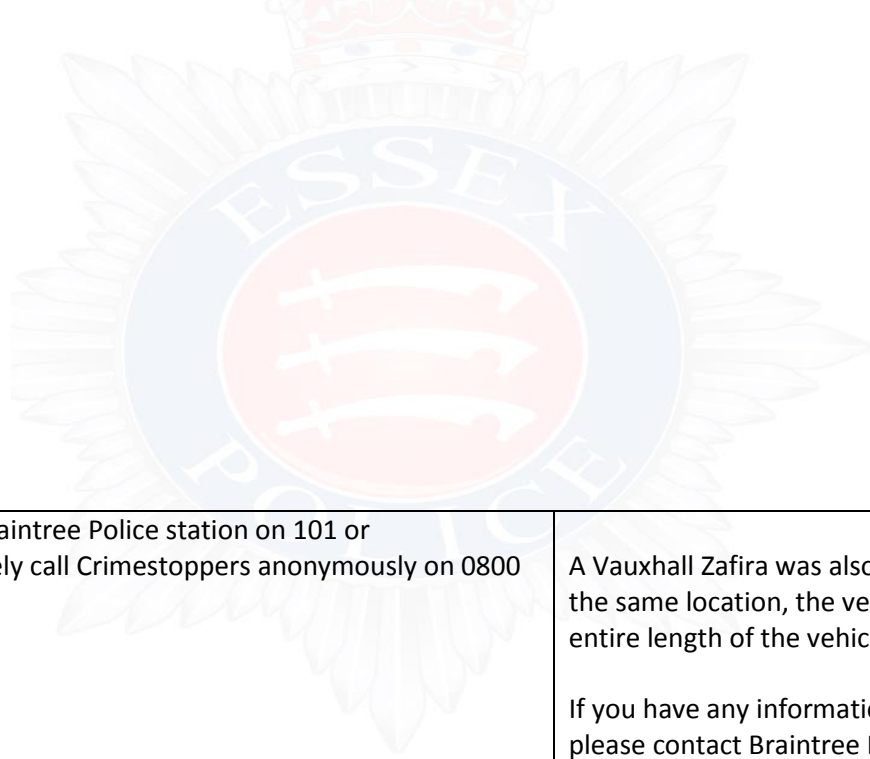 ESSEX
POLICE
aintree Police station on 101 or
ely call Crimestoppers anonymously on 0800
A Vauxhall Zafira was also
the same location, the ve
entire length of the vehic
If you have any informati
please contact Braintree